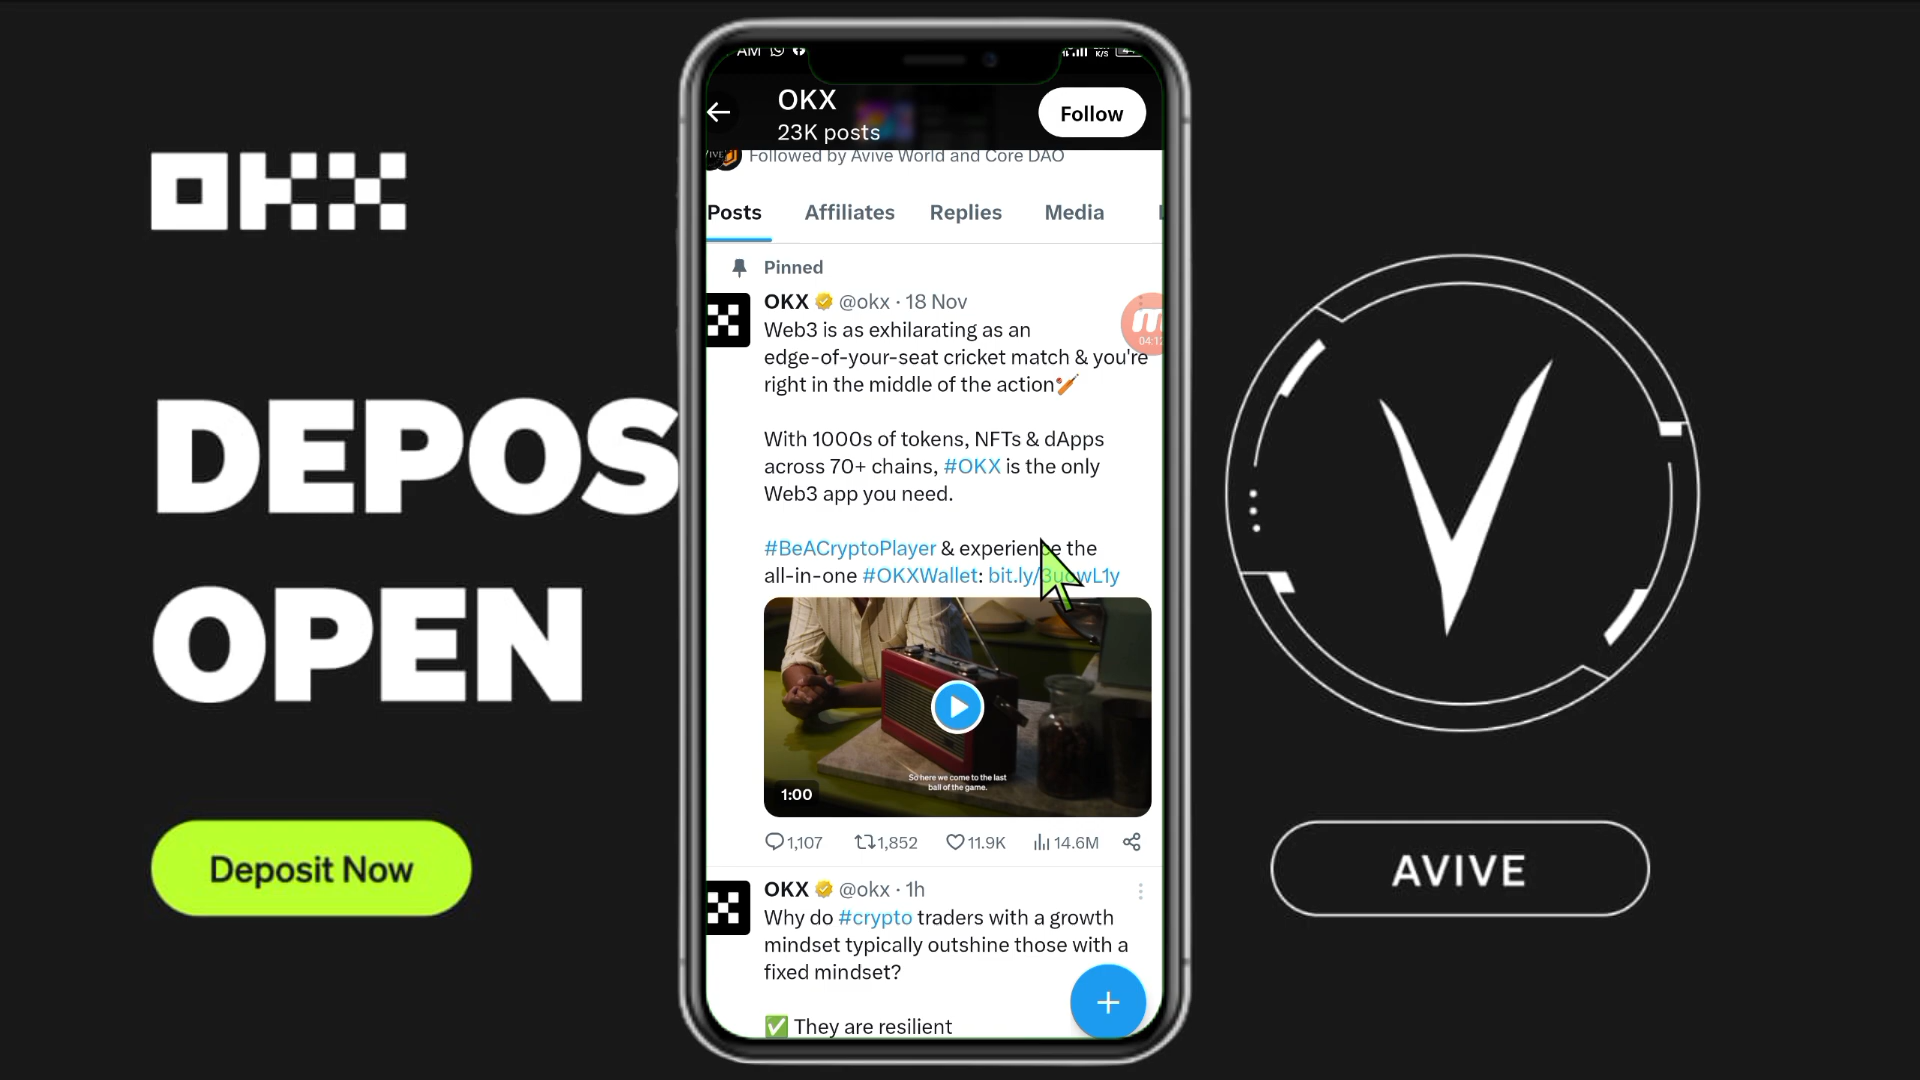 OKX
DEPOS
OPEN
Deposit Now
AM
K/S
OKX
23K posts
Follow
Followed by Avive World and Core DAO
Posts Affiliates Replies Media
Pinned
OKX @okx · 18 Nov
Web3 is as exhilarating as an
edge-of-your-seat cricket match & you're
right in the middle of the action
04:12
With 1000s of tokens, NFTs & dApps
across 70+ chains, #OKX is the only
Web3 app you need.
#BeACryptoPlayer & experience the
all-in-one #OKXWallet:
So here we come to the last
ball of the game.
1:00
1,107 1,852 11.9K 14.6M
OKX @okx · 1h
Why do #crypto traders with a growth
mindset typically outshine those with a
fixed mindset?
✅ They are resilient
AVIVE